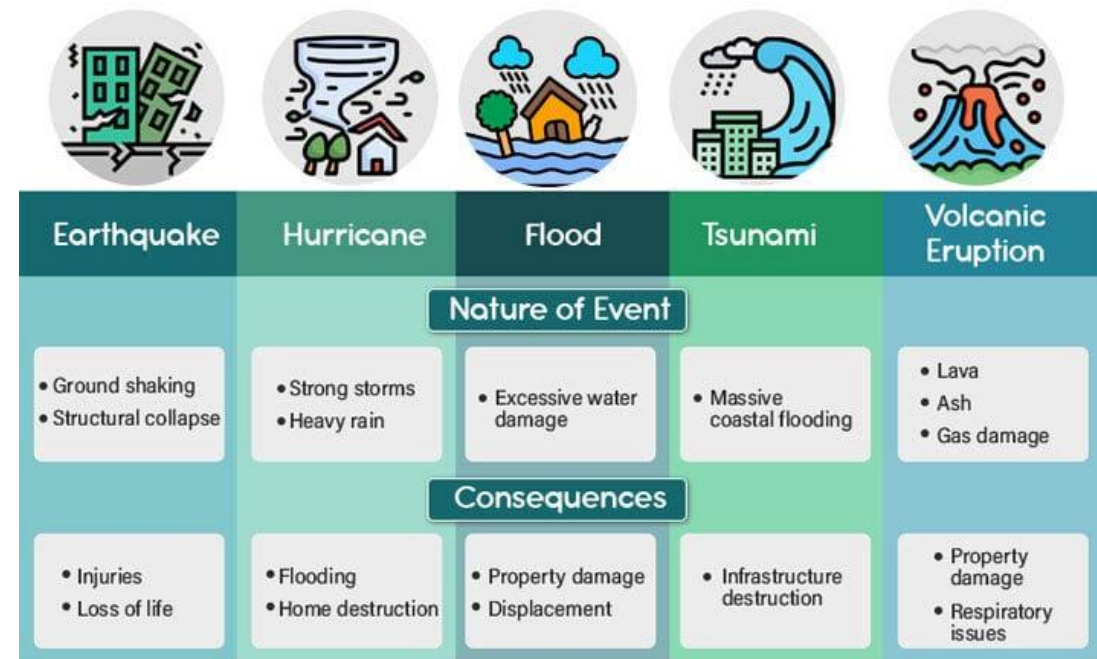 Earthquake
Hurricane
Flood
Tsunami
Volcanic
Eruption
Nature of Event
• Ground shaking
• Structural collapse
• Strong storms
• Heavy rain
• Excessive water
damage
• Massive
coastal flooding
• Lava
• Ash
• Gas damage
Consequences
• Injuries
• Loss of life
• Flooding
• Home destruction
• Property damage
• Displacement
• Infrastructure
destruction
• Property
damage
• Respiratory
issues